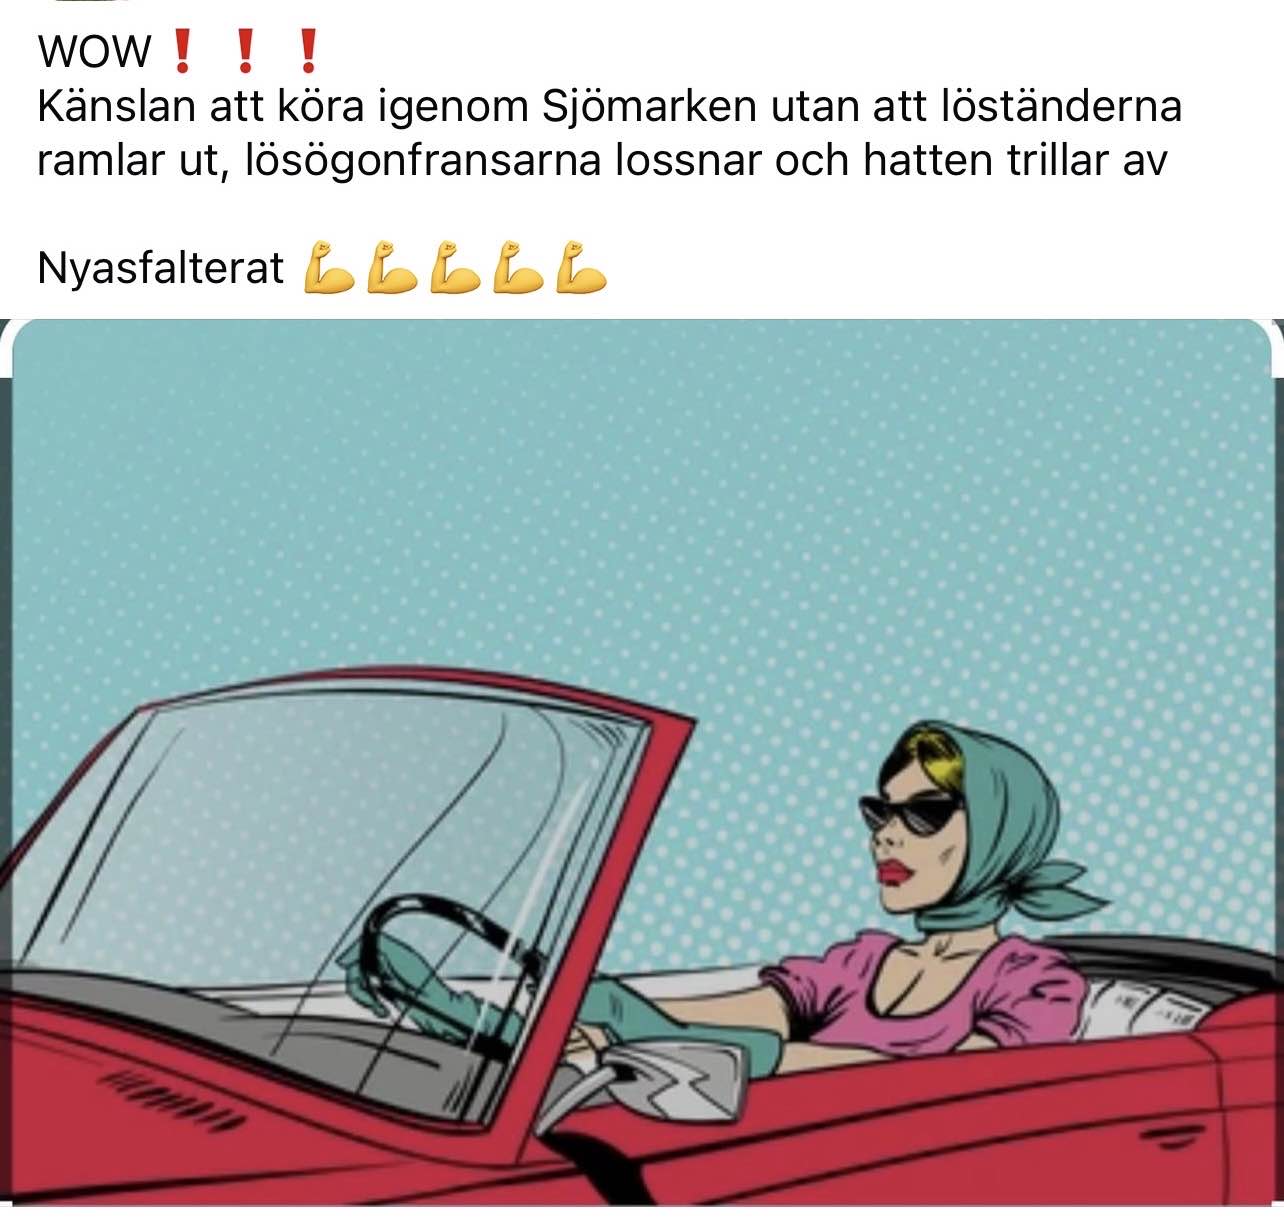 WOW❗❗❗
Känslan att köra igenom Sjömarken utan att löständerna
ramlar ut, lösögonfransarna lossnar och hatten trillar av
Nyasfalterat 💪💪💪💪💪